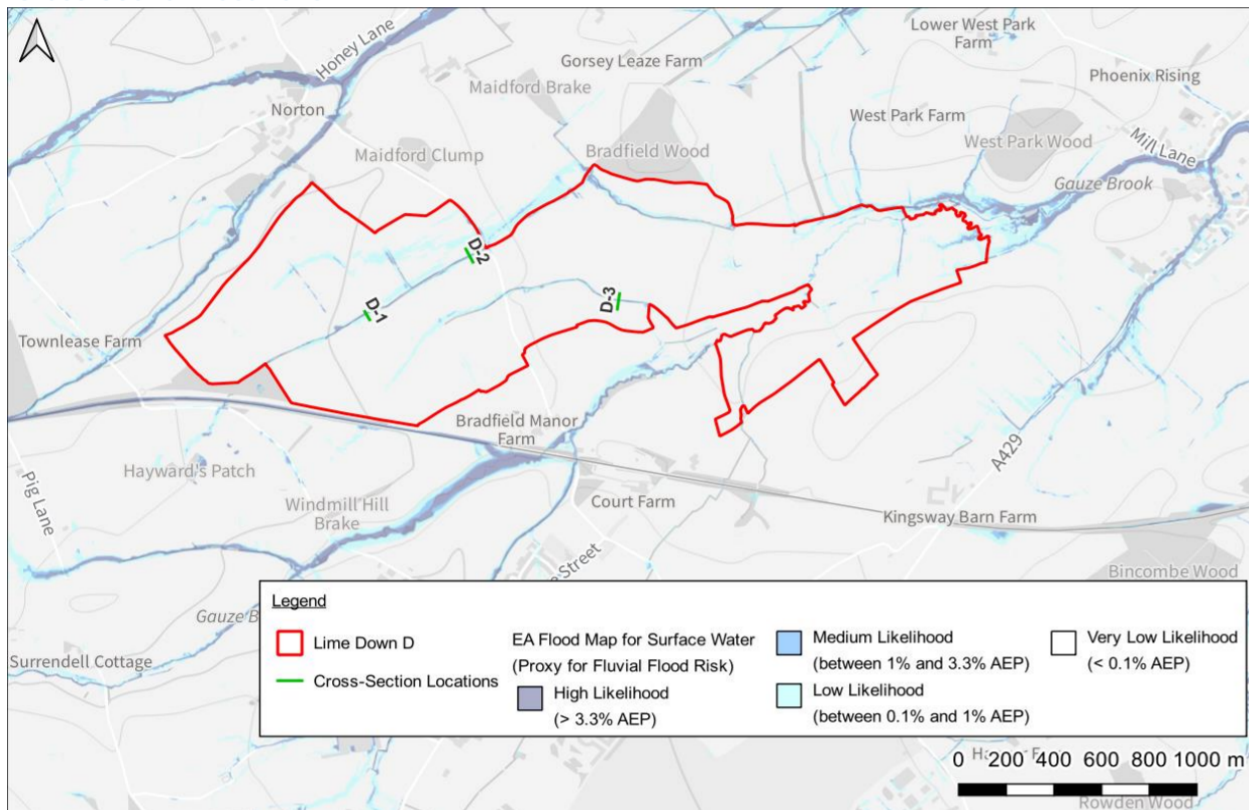 Lower West Park
Farm
Gorsey Leaze Farm
Honey Lane
Phoenix Rising
Maidford Brake
Norton
West Park Farm
Mill Lane
West Park Wood
Bradfield Wood
Maidford Clump
Gauze Brook
D-2
D-3
D-1
Townlease Farm
Bradfield Manor
Farm
A429
Hayward's Patch
Pig Lane
Court Farm
Windmill Hill
Brake
Kingsway Barn Farm
Street
Bincombe Wood
Gauze B
Surrendell Cottage
Legend
Lime Down D
Cross-Section Locations
EA Flood Map for Surface Water
(Proxy for Fluvial Flood Risk)
High Likelihood
(> 3.3% AEP)
Medium Likelihood
(between 1% and 3.3% AEP)
Low Likelihood
(between 0.1% and 1% AEP)
Very Low Likelihood
(< 0.1% AEP)
0 200 400 600 800 1000 m
Rowden Wood